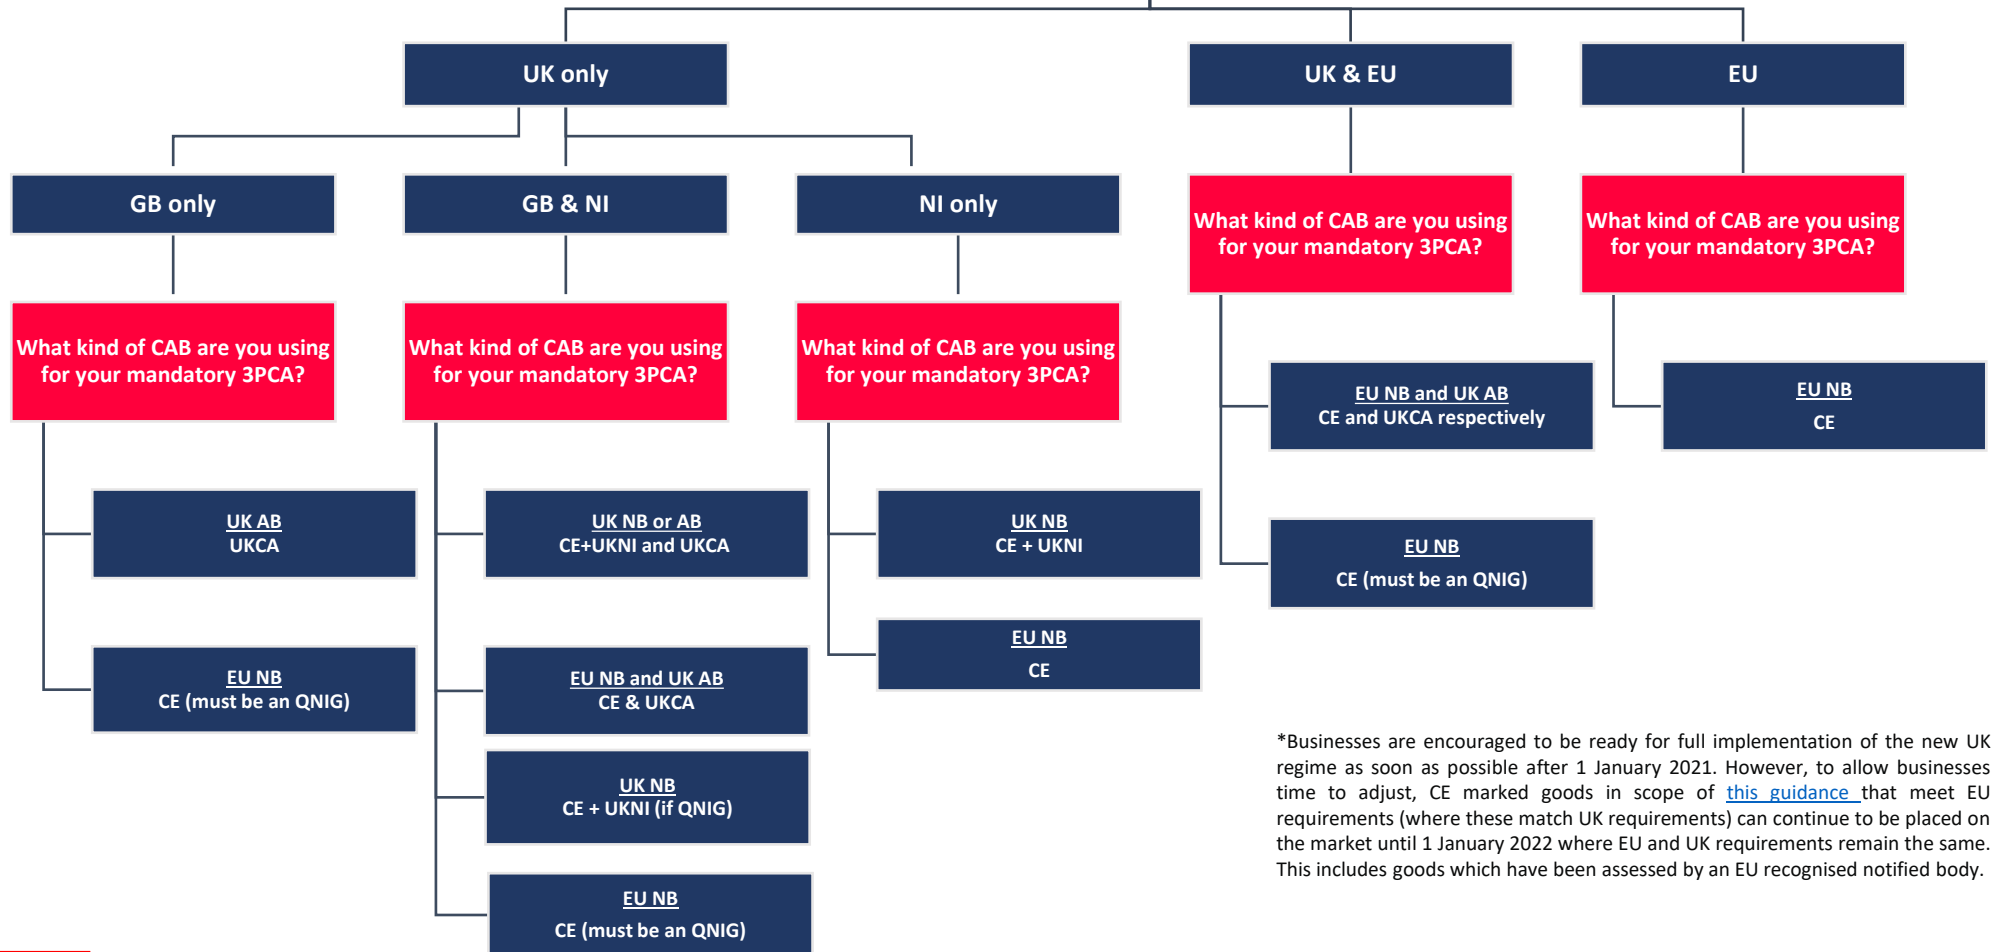 UK only
UK & EU
EU
GB only
GB & NI
NI only
What kind of CAB are you using
for your mandatory 3PCA?
What kind of CAB are you using
for your mandatory 3PCA?
What kind of CAB are you using
for your mandatory 3PCA?
What kind of CAB are you using
for your mandatory 3PCA?
What kind of CAB are you using
for your mandatory 3PCA?
EU NB and UK AB
CE and UKCA respectively
EU NB
CE
UK AB
UKCA
UK NB or AB
CE+UKNI and UKCA
UK NB
CE + UKNI
EU NB
CE (must be an QNIG)
EU NB
CE (must be an QNIG)
EU NB and UK AB
CE & UKCA
EU NB
CE
UK NB
CE + UKNI (if QNIG)
EU NB
CE (must be an QNIG)
*Businesses are encouraged to be ready for full implementation of the new UK
regime as soon as possible after 1 January 2021. However, to allow businesses
time to adjust, CE marked goods in scope of this guidance that meet EU
requirements (where these match UK requirements) can continue to be placed on
the market until 1 January 2022 where EU and UK requirements remain the same.
This includes goods which have been assessed by an EU recognised notified body.